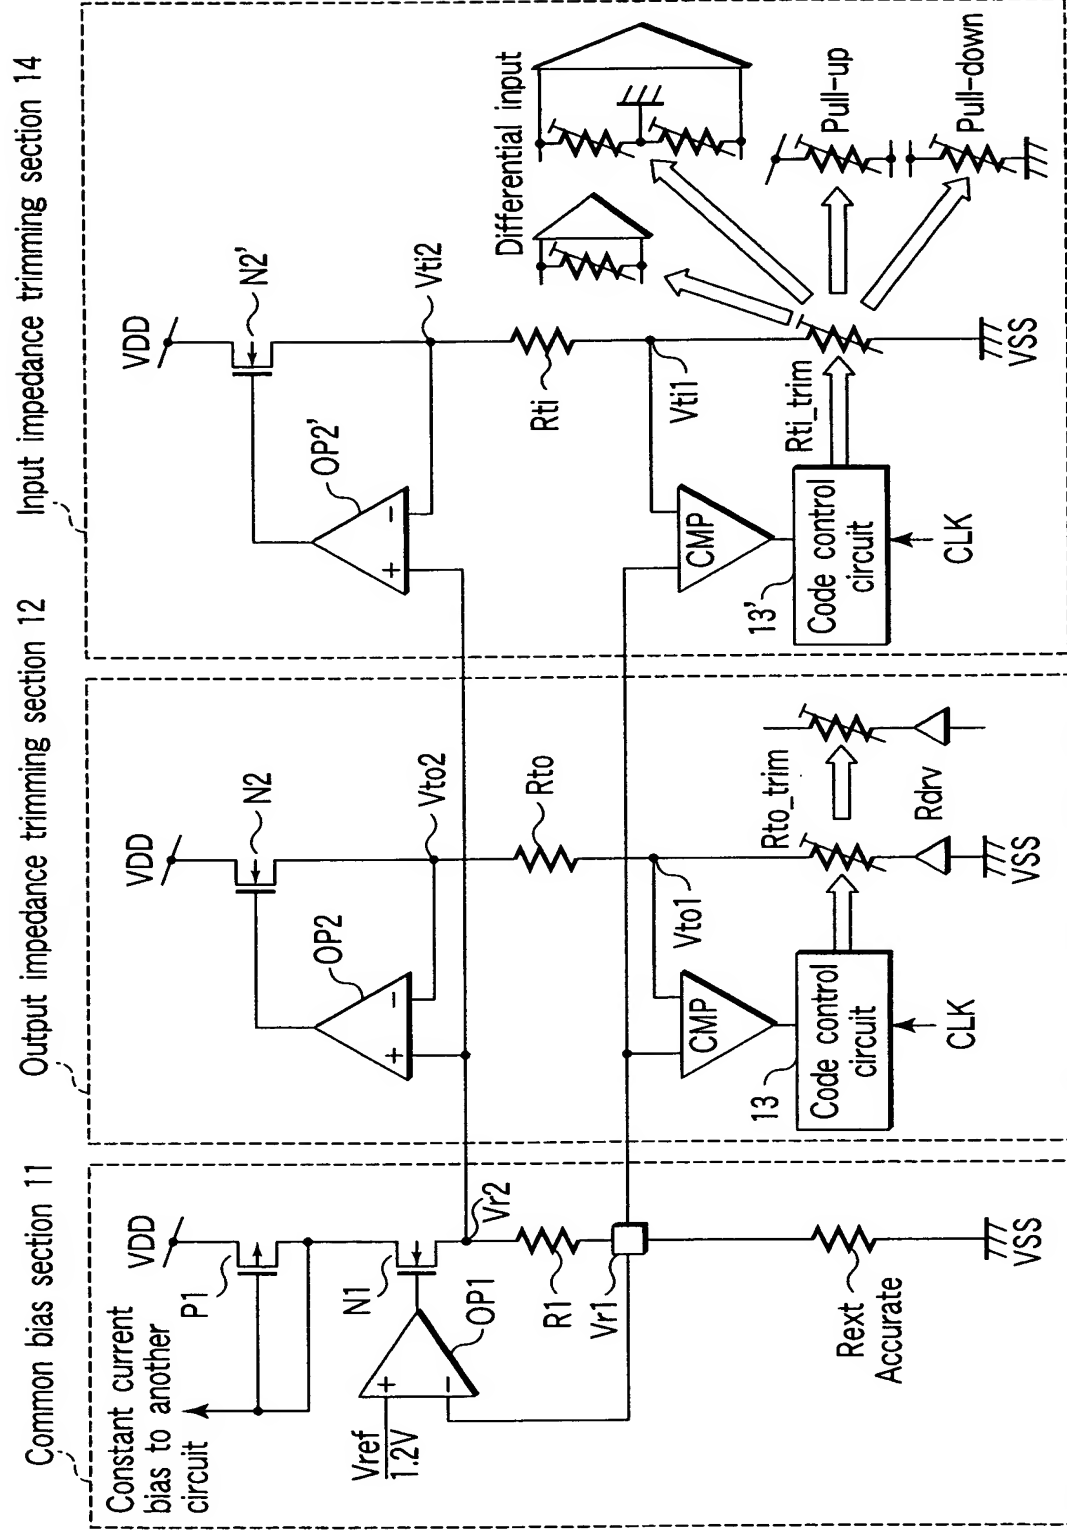 Common bias section 11
Constant current
bias to another
circuit
VDD
P1
N1
Vref
1.2V
+
−
OP1
Vr2
R1
Vr1
Rext
Accurate
VSS
Output impedance trimming section 12
VDD
N2
OP2
+
−
Vto2
Rto
Vto1
CMP
13
Code control
circuit
CLK
Rto_trim
Rdrv
VSS
Input impedance trimming section 14
VDD
N2'
OP2'
+
−
Vti2
Rti
Vti1
CMP
13'
Code control
circuit
CLK
Rti_trim
VSS
Differential input
Pull-up
Pull-down